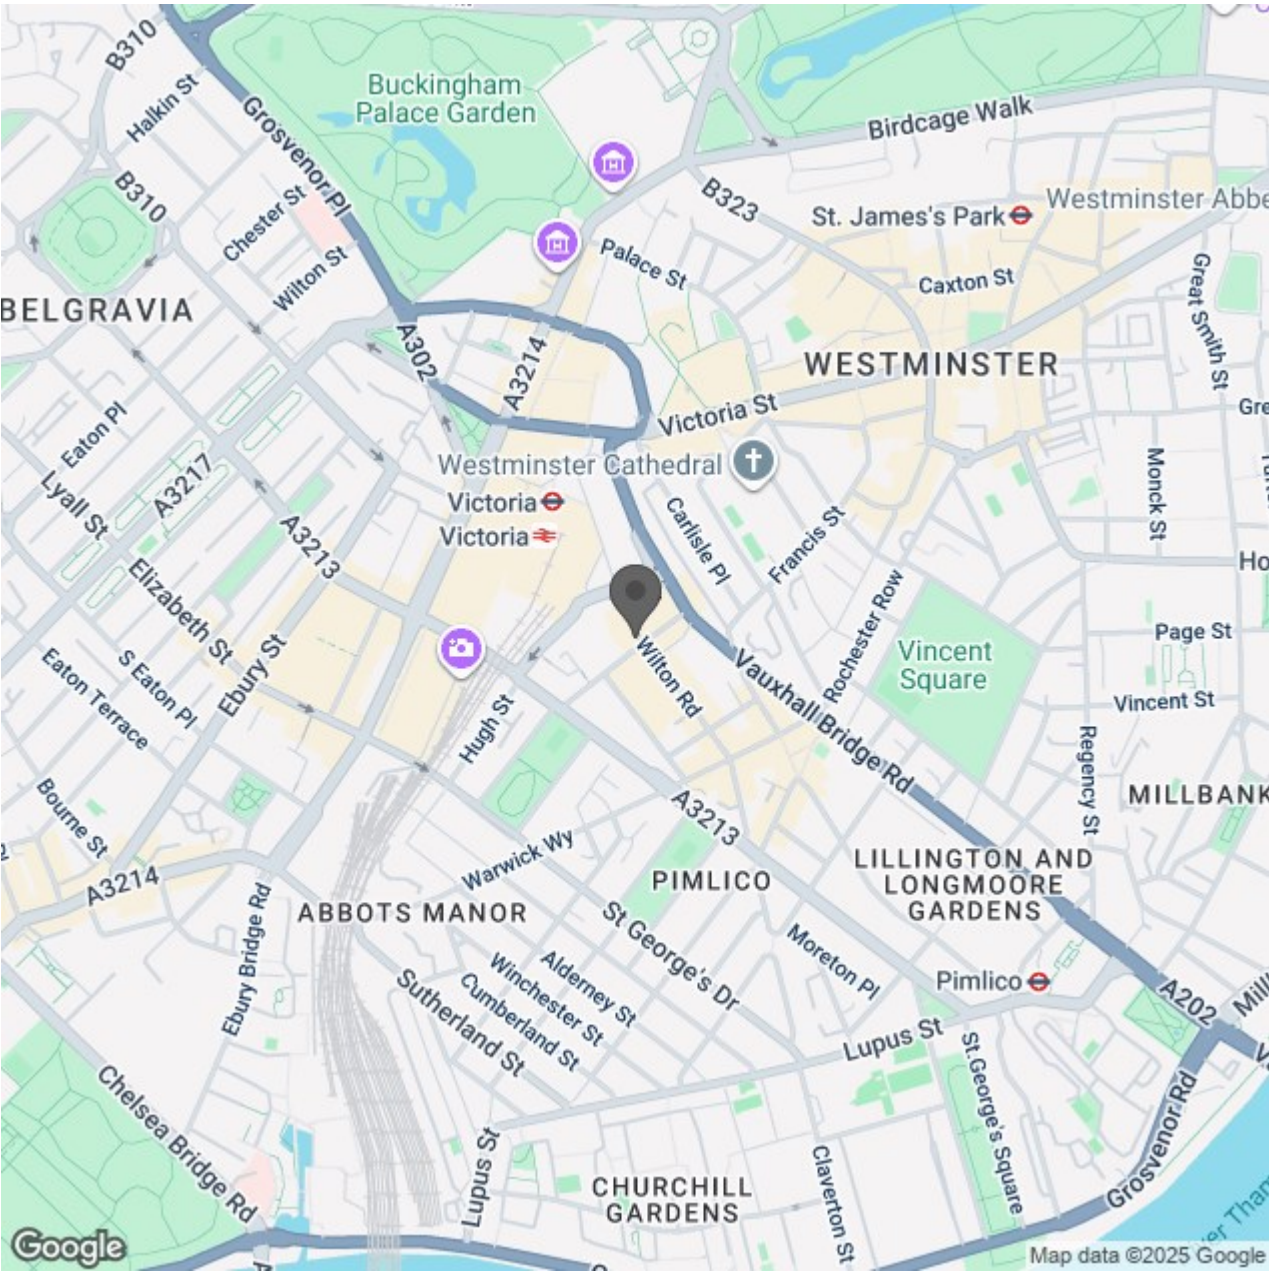 B310
Halkin St
Grosvenor Pl
Buckingham
Palace Garden
Birdcage Walk
B310
Chester St
Wilton St
B323
St. James's Park
Westminster Abbe
Palace St
Caxton St
Great Smith St
BELGRAVIA
A302
A3214
WESTMINSTER
Victoria St
Gre
Eaton Pl
A3217
Lyall St
Westminster Cathedral
Victoria
Victoria
Carlisle Pl
Francis St
Monck St
A3213
Elizabeth St
Ho
Rochester Row
Page St
Vincent
Square
Wilton Rd
Vincent St
S Eaton Pl
Ebury St
Eaton Terrace
Hugh St
Vauxhall Bridge Rd
Regency St
MILLBANK
Bourne St
A3213
Warwick Wy
A3214
PIMLICO
LILLINGTON AND
LONGMOORE
GARDENS
ABBOTS MANOR
Ebury Bridge Rd
St George's Dr
Moreton Pl
Alderney St
Winchester St
Cumberland St
Sutherland St
Pimlico
A202
Lupus St
St.George's Square
Chelsea Bridge Rd
Grosvenor Rd
Lupus St
Claverton St
CHURCHILL
GARDENS
Google
Map data ©2025 Google